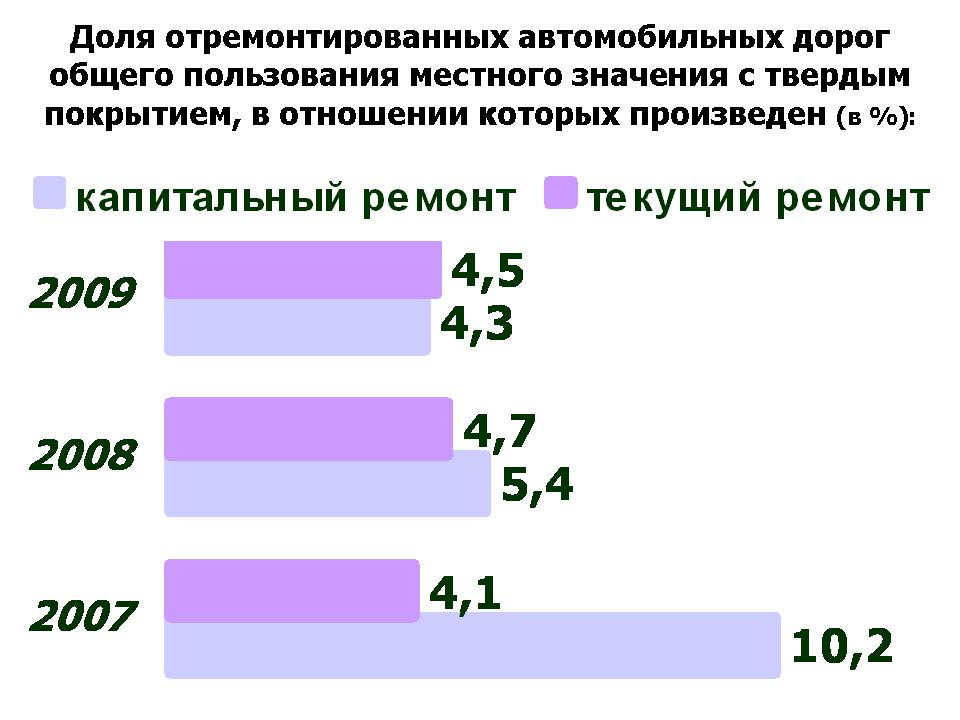 Доля отремонтированных автомобильных дорог
общего пользования местного значения с твердым
покрытием, в отношении которых произведен (в %):
капитальный ремонт текущий ремонт
2009
4,5
4,3
2008
4,7
5,4
2007
4,1
10,2